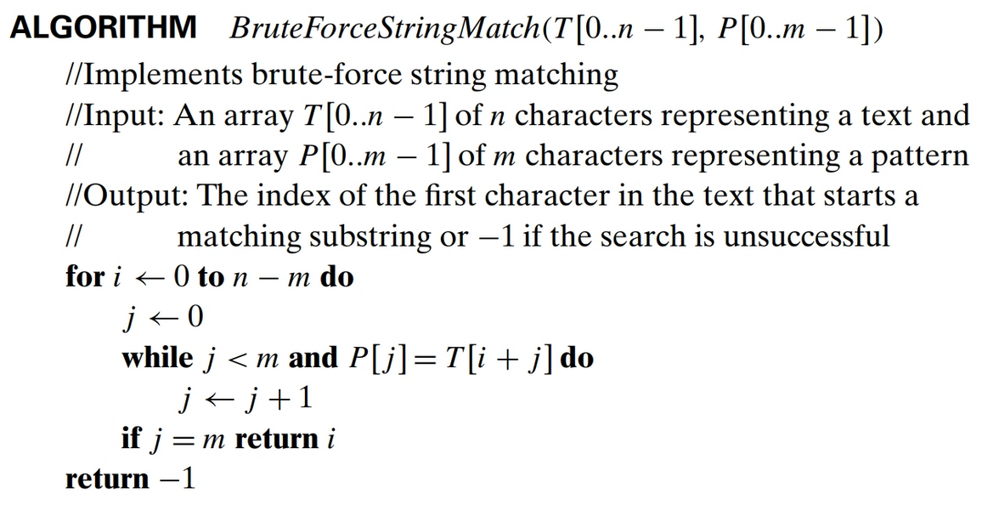 ALGORITHM BruteForceStringMatch(T[0..n − 1], P[0..m − 1])
//Implements brute-force string matching
//Input: An array T[0..n − 1] of n characters representing a text and
// an array P[0..m − 1] of m characters representing a pattern
//Output: The index of the first character in the text that starts a
// matching substring or −1 if the search is unsuccessful
for i ← 0 to n − m do
j ← 0
while j < m and P[j] = T[i + j] do
j ← j + 1
if j = m return i
return −1